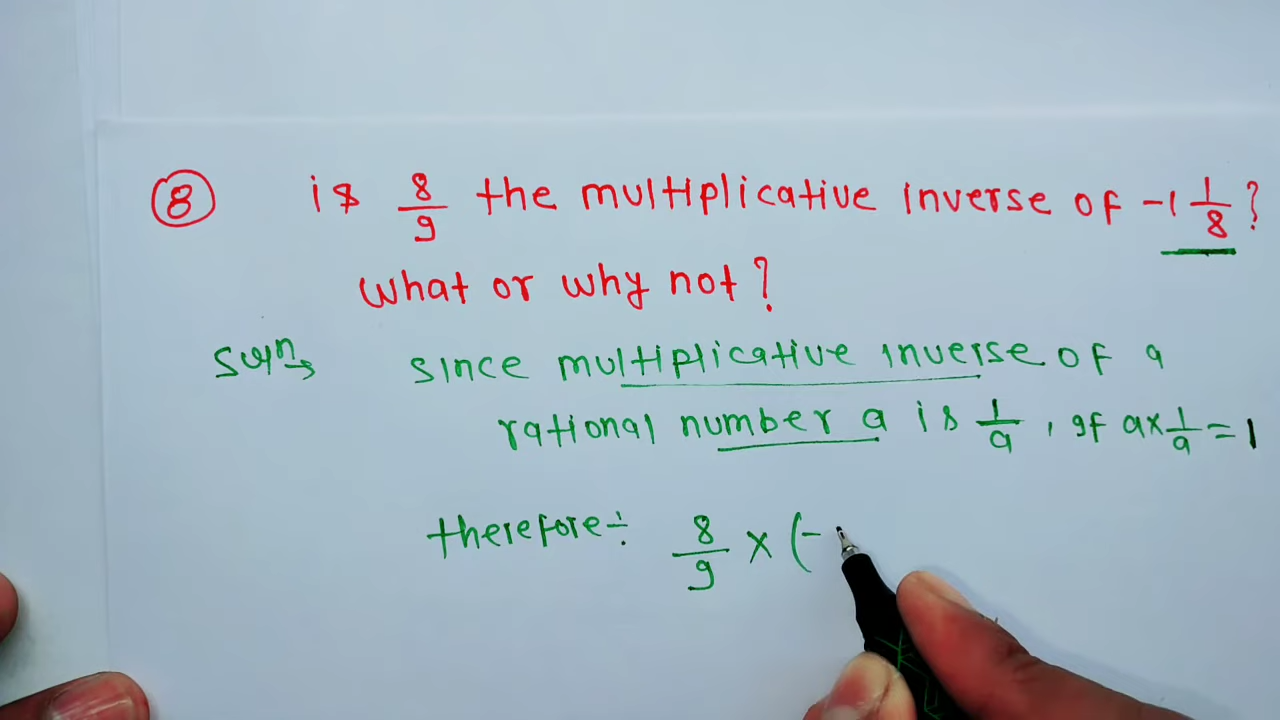 8 is 8/9 the multiplicative inverse of -1 1/8?
What or why not?
Soln→ since multiplicative inverse of a
rational number a is 1/a, If a×1/a=1
therefore÷ 8/9 × (-